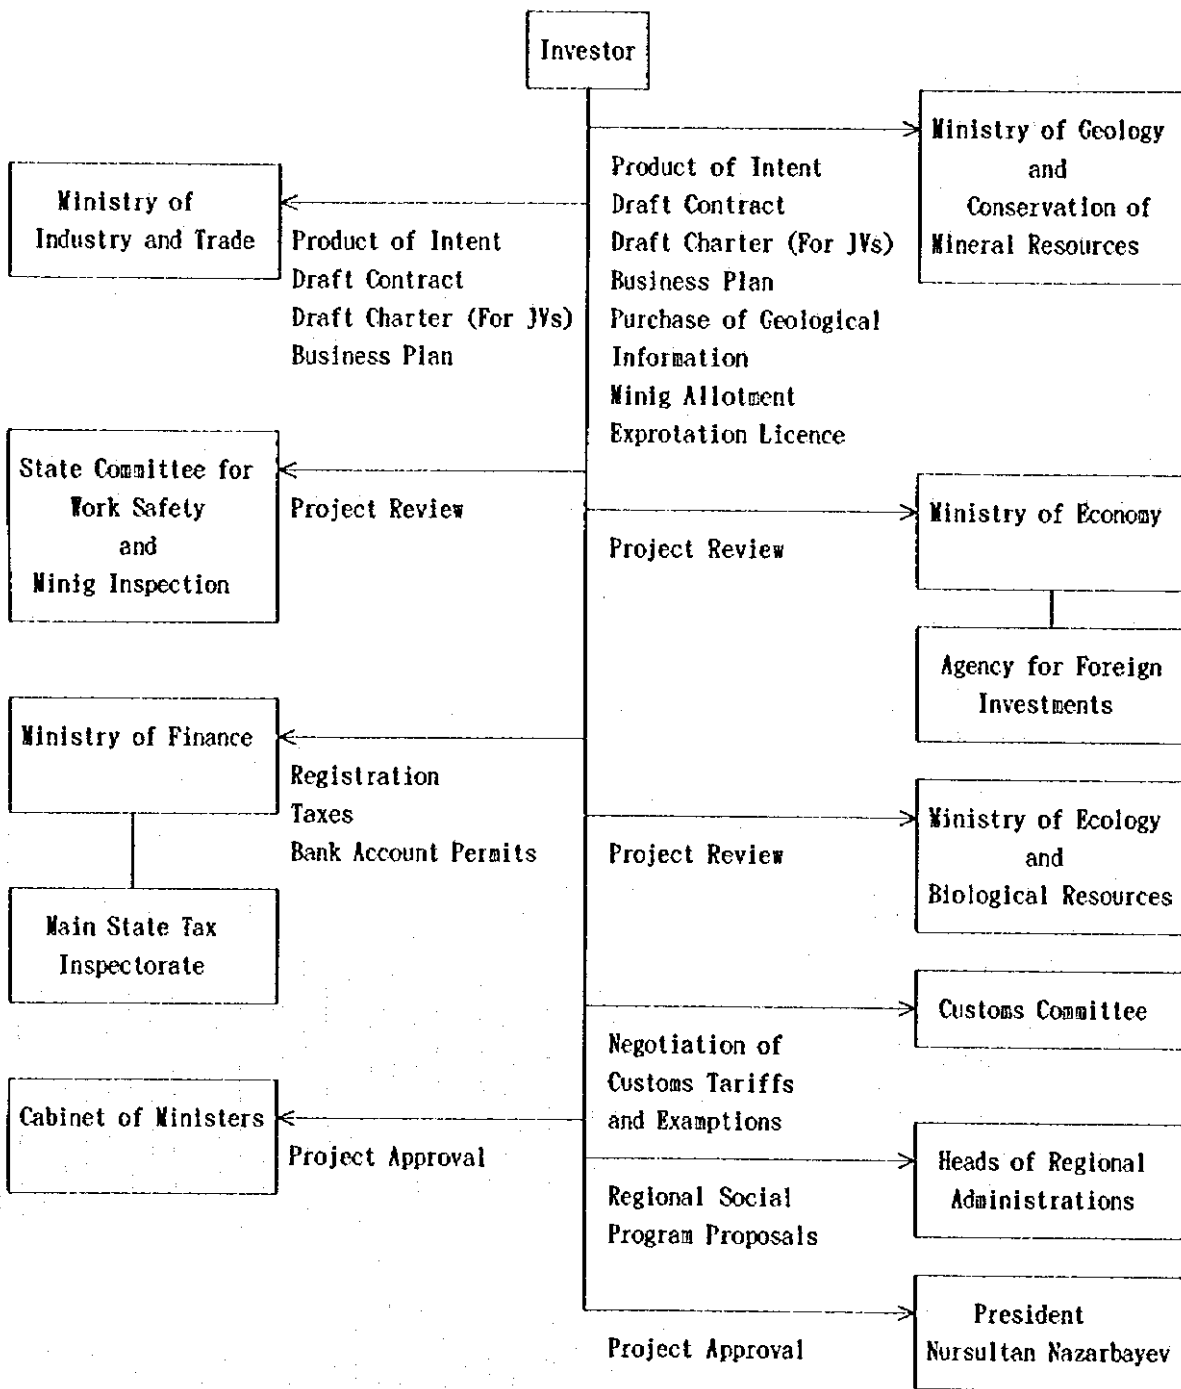 Investor
Ministry of Geology
and
Conservation of
Mineral Resources
Product of Intent
Draft Contract
Draft Charter (For JVs)
Business Plan
Purchase of Geological
Information
Minig Allotment
Exprotation Licence
Ministry of
Industry and Trade
Product of Intent
Draft Contract
Draft Charter (For JVs)
Business Plan
State Committee for
Work Safety
and
Minig Inspection
Project Review
Ministry of Economy
Project Review
Agency for Foreign
Investments
Ministry of Finance
Registration
Taxes
Bank Account Permits
Main State Tax
Inspectorate
Ministry of Ecology
and
Biological Resources
Project Review
Customs Committee
Negotiation of
Customs Tariffs
and Examptions
Cabinet of Ministers
Project Approval
Heads of Regional
Administrations
Regional Social
Program Proposals
President
Nursultan Nazarbayev
Project Approval